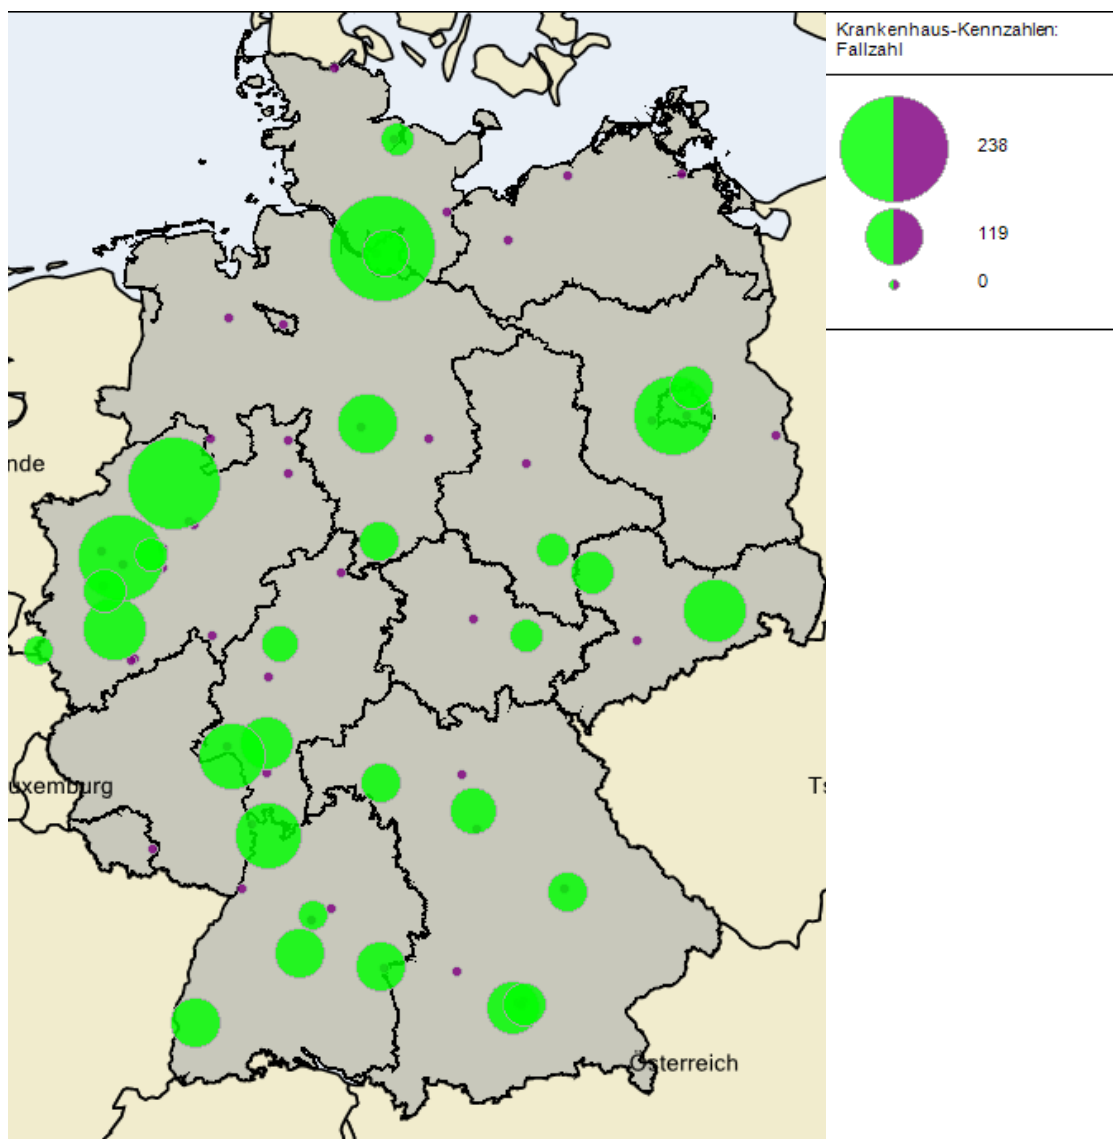 Krankenhaus-Kennzahlen:
Fallzahl
238
119
0
nde
uxemburg
Ts
Österreich